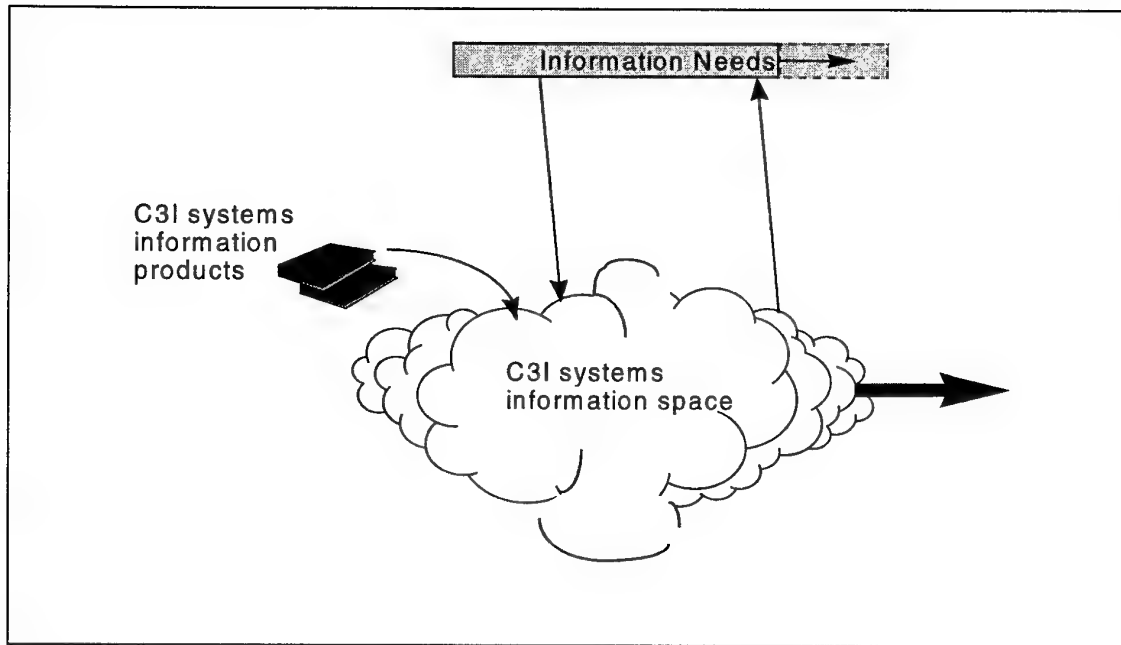 Information Needs
C3I systems
information
products
C3I systems
information space